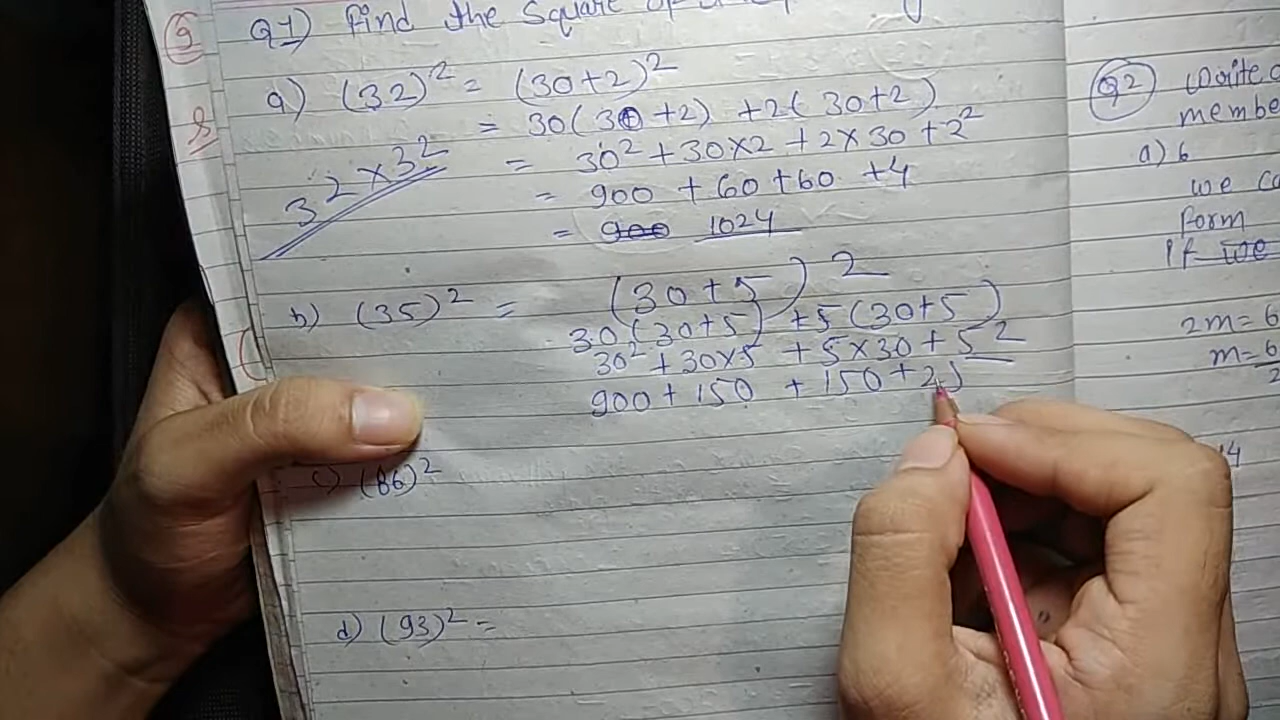 Q1) Find the Square
a) (32)² = (30+2)²
= 30(30+2) +2(30+2)
= 30² + 30×2 + 2×30 + 2²
= 900 + 60 + 60 + 4
32×32
= 900 1024
b) (35)² = (30+5)2
30(30+5) +5(30+5)
30² + 30×5 + 5×30 + 5²
900 + 150 + 150 + 25
c) (86)²
d) (93)² =
Q2
a) 6
we
form
If we
2m = 6
m = 6
2